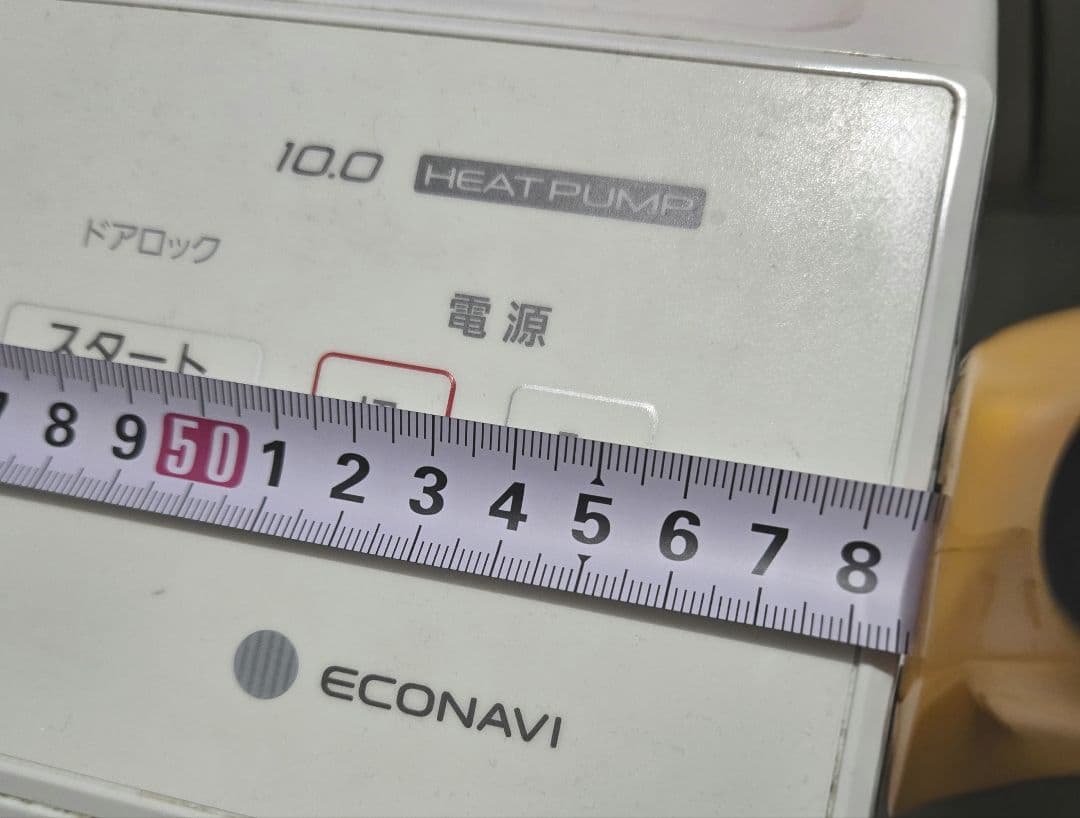 10.0 HEAT PUMP
ドアロック
電源
スタート
8 9 50 1 2 3 4 5 6 7 8
ECONAVI